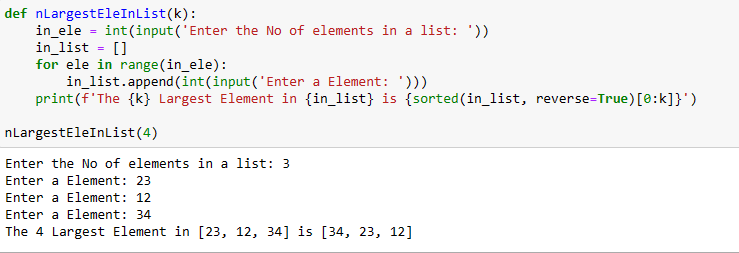 def nLargestEleInList(k):
    in_ele = int(input('Enter the No of elements in a list: '))
    in_list = []
    for ele in range(in_ele):
        in_list.append(int(input('Enter a Element: ')))
    print(f'The {k} Largest Element in {in_list} is {sorted(in_list, reverse=True)[0:k]}')

nLargestEleInList(4)
Enter the No of elements in a list: 3
Enter a Element: 23
Enter a Element: 12
Enter a Element: 34
The 4 Largest Element in [23, 12, 34] is [34, 23, 12]